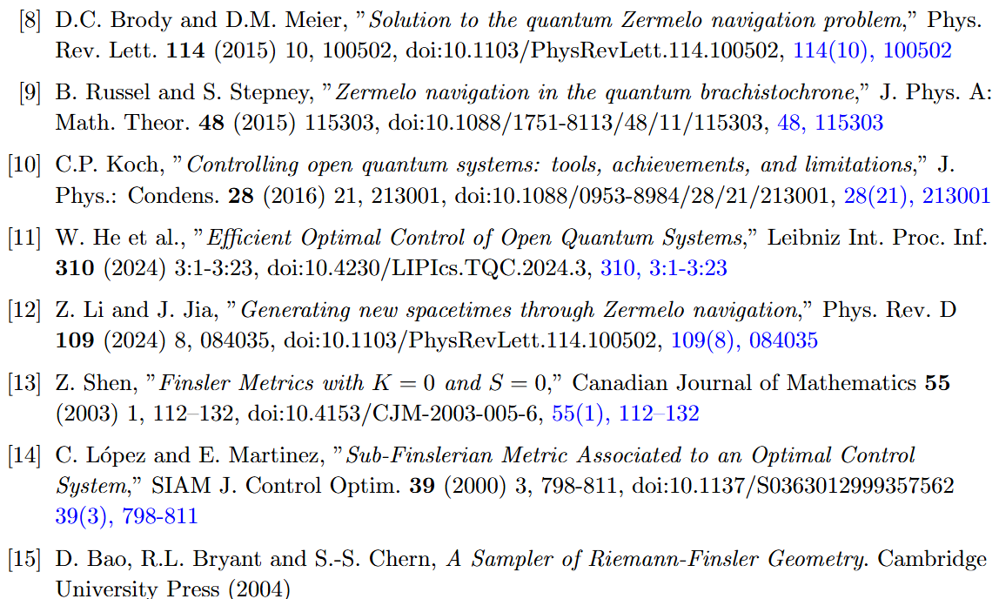 [8] D.C. Brody and D.M. Meier, ”Solution to the quantum Zermelo navigation problem,” Phys.
Rev. Lett. 114 (2015) 10, 100502, doi:10.1103/PhysRevLett.114.100502, 114(10), 100502
[9] B. Russel and S. Stepney, ”Zermelo navigation in the quantum brachistochrone,” J. Phys. A:
Math. Theor. 48 (2015) 115303, doi:10.1088/1751-8113/48/11/115303, 48, 115303
[10] C.P. Koch, ”Controlling open quantum systems: tools, achievements, and limitations,” J.
Phys.: Condens. 28 (2016) 21, 213001, doi:10.1088/0953-8984/28/21/213001, 28(21), 213001
[11] W. He et al., ”Efficient Optimal Control of Open Quantum Systems,” Leibniz Int. Proc. Inf.
310 (2024) 3:1-3:23, doi:10.4230/LIPIcs.TQC.2024.3, 310, 3:1-3:23
[12] Z. Li and J. Jia, ”Generating new spacetimes through Zermelo navigation,” Phys. Rev. D
109 (2024) 8, 084035, doi:10.1103/PhysRevLett.114.100502, 109(8), 084035
[13] Z. Shen, ”Finsler Metrics with K = 0 and S = 0,” Canadian Journal of Mathematics 55
(2003) 1, 112–132, doi:10.4153/CJM-2003-005-6, 55(1), 112–132
[14] C. López and E. Martinez, ”Sub-Finslerian Metric Associated to an Optimal Control
System,” SIAM J. Control Optim. 39 (2000) 3, 798-811, doi:10.1137/S0363012999357562
39(3), 798-811
[15] D. Bao, R.L. Bryant and S.-S. Chern, A Sampler of Riemann-Finsler Geometry. Cambridge
University Press (2004)